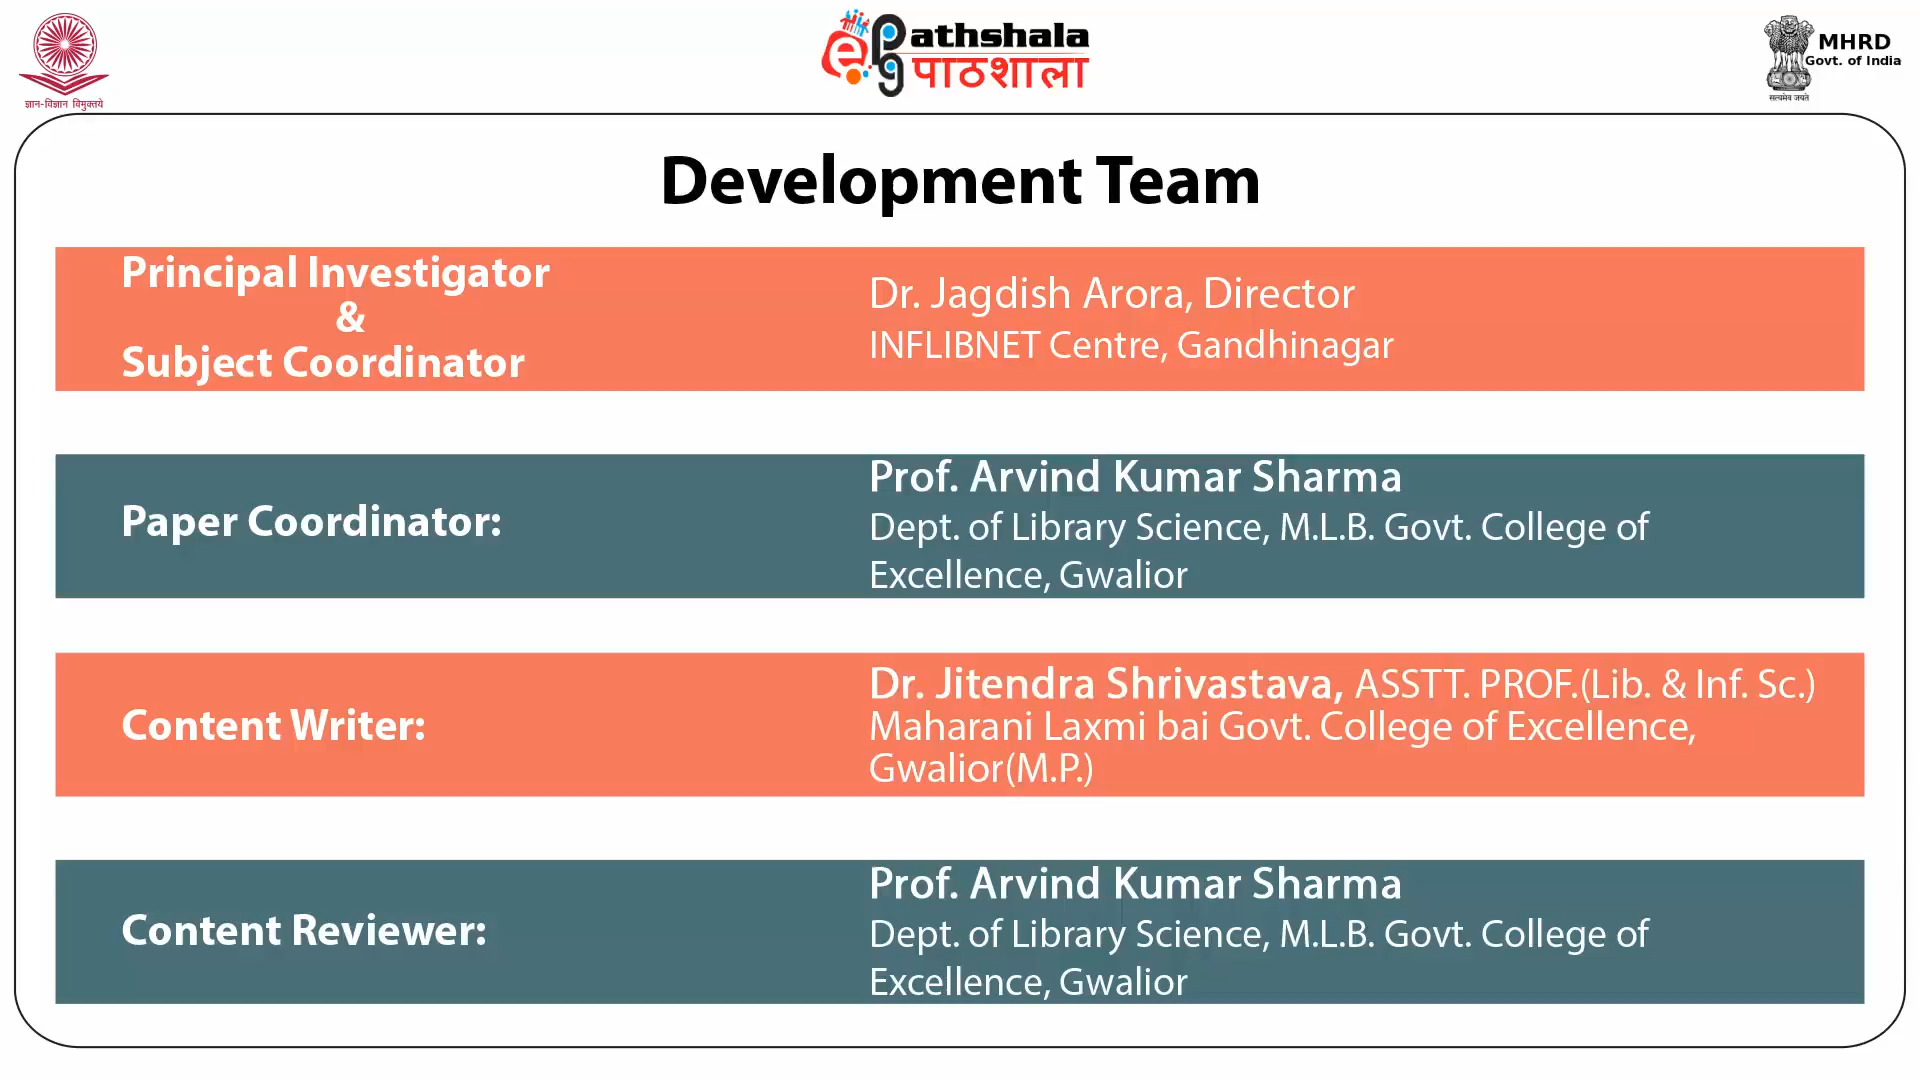 ज्ञान-विज्ञान विमुक्तये
ePathshala
पाठशाला
MHRD
Govt. of India
सत्यमेव जयते
Development Team
Principal Investigator
&
Subject Coordinator
Dr. Jagdish Arora, Director
INFLIBNET Centre, Gandhinagar
Paper Coordinator:
Prof. Arvind Kumar Sharma
Dept. of Library Science, M.L.B. Govt. College of
Excellence, Gwalior
Content Writer:
Dr. Jitendra Shrivastava, ASSTT. PROF.(Lib. & Inf. Sc.)
Maharani Laxmi bai Govt. College of Excellence,
Gwalior(M.P.)
Content Reviewer:
Prof. Arvind Kumar Sharma
Dept. of Library Science, M.L.B. Govt. College of
Excellence, Gwalior